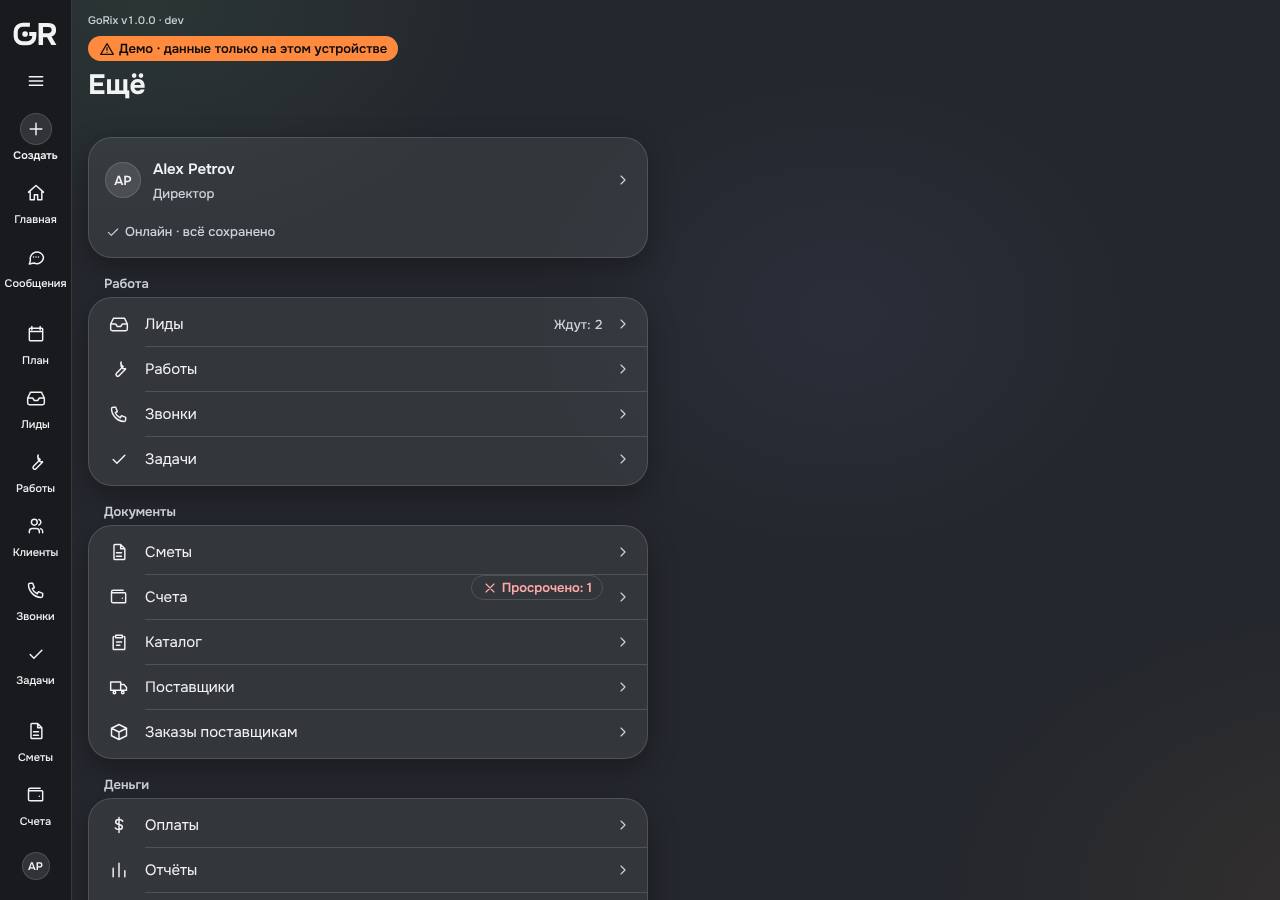 GR
GoRix v1.0.0 · dev
Демо · данные только на этом устройстве
Ещё
Создать
Главная
Сообщения
План
Лиды
Работы
Клиенты
Звонки
Задачи
Сметы
Счета
AP
AP
Alex Petrov
Директор
Онлайн · всё сохранено
Работа
Лиды
Ждут: 2
Работы
Звонки
Задачи
Документы
Сметы
Счета
Просрочено: 1
Каталог
Поставщики
Заказы поставщикам
Деньги
Оплаты
Отчёты